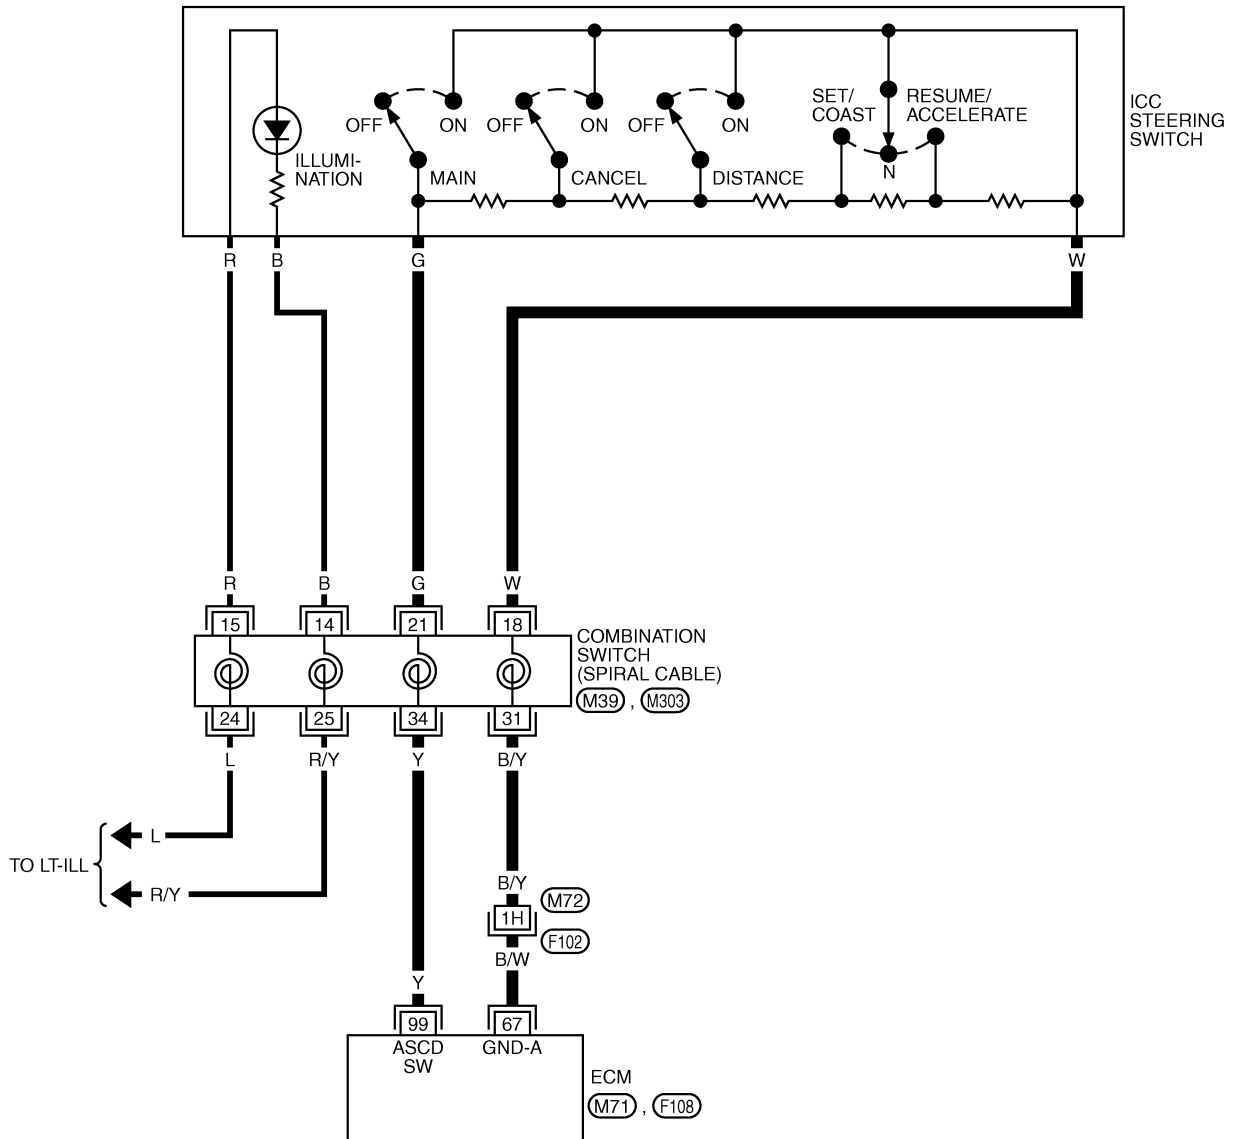 SET/
COAST
RESUME/
ACCELERATE
ICC
STEERING
SWITCH
OFF
ON
OFF
ON
OFF
ON
ILLUMI-
NATION
MAIN
CANCEL
DISTANCE
N
R
B
G
W
R
B
G
W
15
14
21
18
COMBINATION
SWITCH
(SPIRAL CABLE)
M39 , M303
24
25
34
31
L
R/Y
Y
B/Y
L
TO LT-ILL
R/Y
B/Y
M72
1H
F102
B/W
Y
99
67
ASCD
SW
GND-A
ECM
M71 , F108